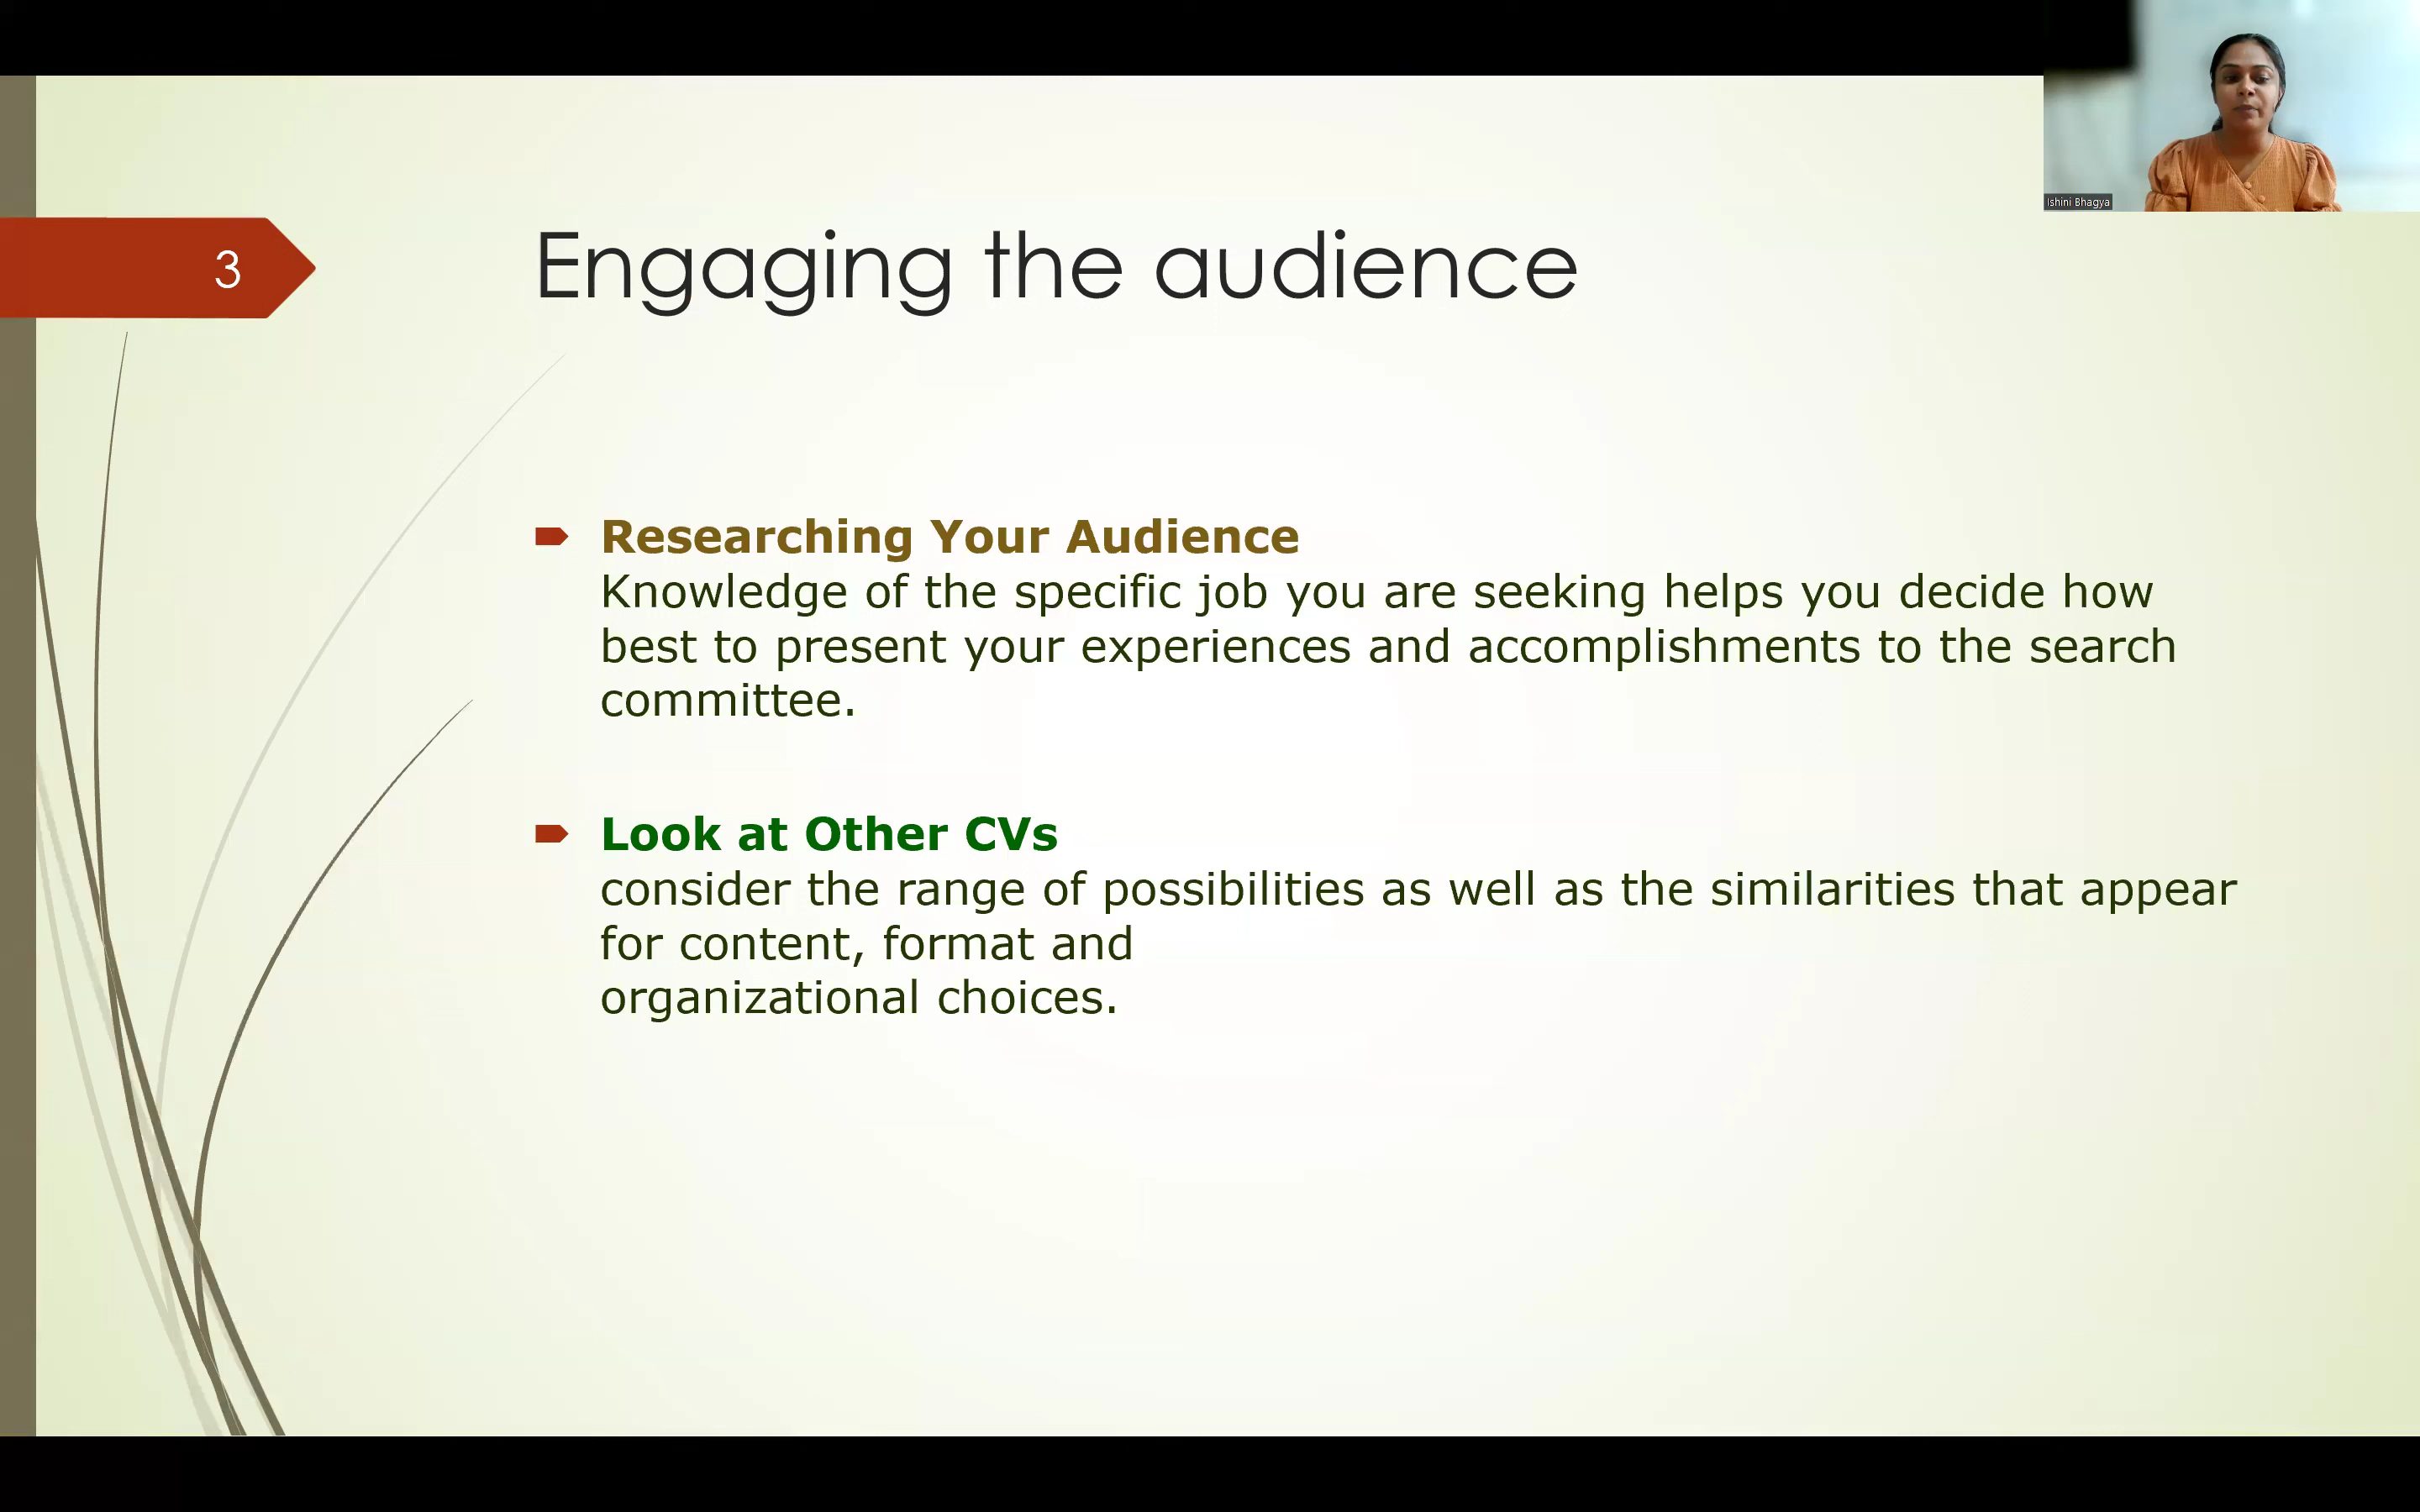 Ishini Bhagya
3
Engaging the audience
Researching Your Audience
Knowledge of the specific job you are seeking helps you decide how
best to present your experiences and accomplishments to the search
committee.
Look at Other CVs
consider the range of possibilities as well as the similarities that appear
for content, format and
organizational choices.